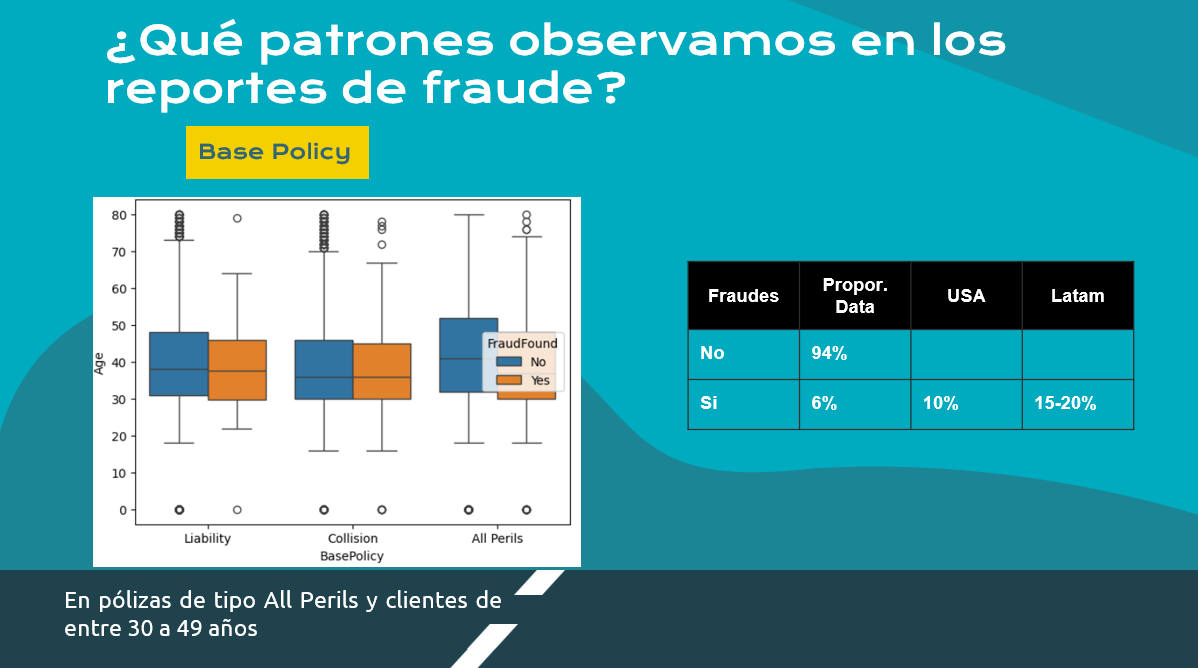 ¿Qué patrones observamos en los
reportes de fraude?
Base Policy
80
70
60
50
40
30
20
10
0
Age
FraudFound
No
Yes
Liability
Collision
All Perils
BasePolicy
Fraudes
Propor.
Data
USA
Latam
No
94%
Si
6%
10%
15-20%
En pólizas de tipo All Perils y clientes de
entre 30 a 49 años